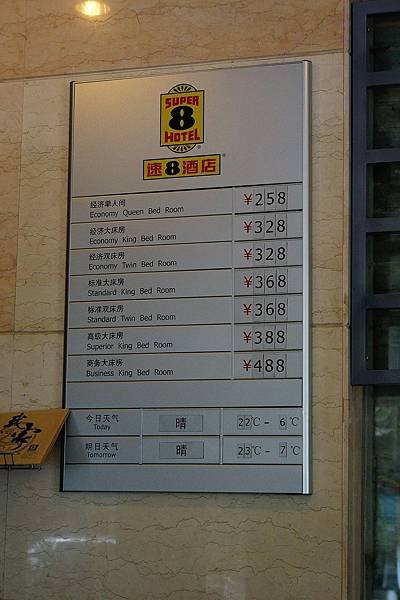 SUPER
8
HOTEL
®
速8酒店®
经济单人间 ¥258
Economy Queen Bed Room
经济大床房 ¥328
Economy King Bed Room
经济双床房 ¥328
Economy Twin Bed Room
标准大床房 ¥368
Standard King Bed Room
标准双床房 ¥368
Standard Twin Bed Room
高级大床房 ¥388
Superior King Bed Room
商务大床房 ¥488
Business King Bed Room
今日天气 晴 22℃ - 6℃
Today
明日天气 晴 23℃ - 7℃
Tomorrow